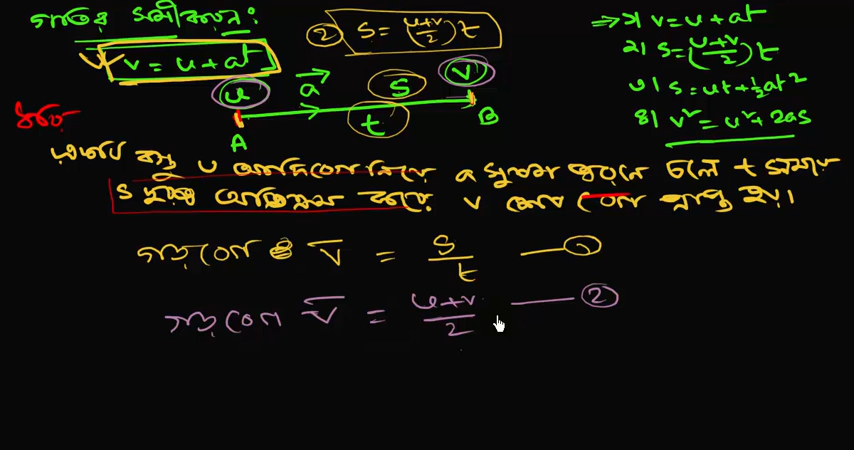 গতির সমীকরণ:
② S = (u+v/2) t
⇒ ১। v = u + at
২। S = (u+v/2) t
৩। S = ut + ½at²
৪। v² = u² + 2as
v = u + at
u a⃗ S v
A t B
ধরি,
একটি বস্তু u আদিবেগ নিয়ে a সুষম ত্বরণে চলে t সময়ে
s দূরত্ব অতিক্রম করে v শেষ বেগ প্রাপ্ত হয়।
গড়বেগ v̅ = S/t —— ①
গড়বেগ v̅ = u+v/2 —— ②